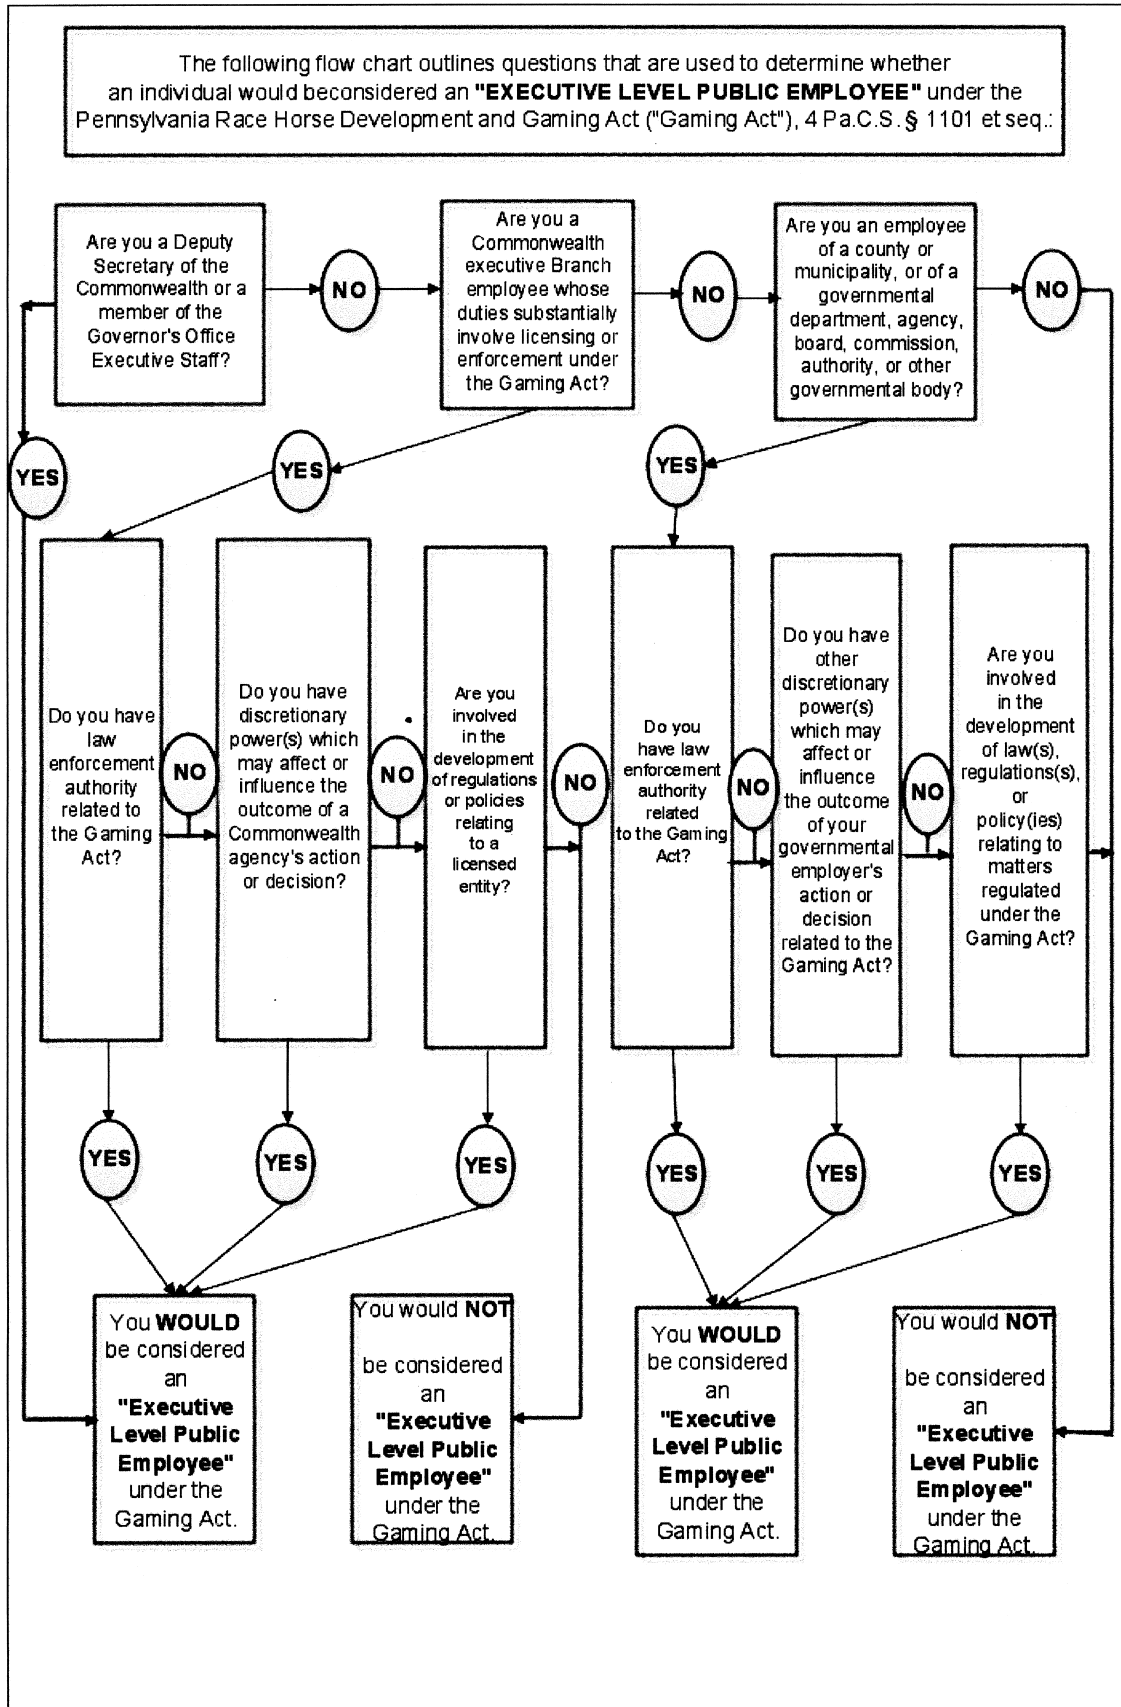 The following flow chart outlines questions that are used to determine whether
an individual would beconsidered an "EXECUTIVE LEVEL PUBLIC EMPLOYEE" under the
Pennsylvania Race Horse Development and Gaming Act ("Gaming Act"), 4 Pa.C.S. § 1101 et seq.:
Are you a Deputy
Secretary of the
Commonwealth or a
member of the
Governor's Office
Executive Staff?
NO
Are you a
Commonwealth
executive Branch
employee whose
duties substantially
involve licensing or
enforcement under
the Gaming Act?
NO
Are you an employee
of a county or
municipality, or of a
governmental
department, agency,
board, commission,
authority, or other
governmental body?
NO
YES
YES
YES
Do you have
law
enforcement
authority
related to
the Gaming
Act?
NO
Do you have
discretionary
power(s) which
may affect or
influence the
outcome of a
Commonwealth
agency's action
or decision?
NO
Are you
involved
in the
development
of regulations
or policies
relating
to a
licensed
entity?
NO
Do you
have law
enforcement
authority
related
to the Gaming
Act?
NO
Do you have
other
discretionary
power(s)
which may
affect or
influence
the outcome
of your
governmental
employer's
action or
decision
related to the
Gaming Act?
NO
Are you
involved
in the
development
of law(s),
regulations(s),
or
policy(ies)
relating to
matters
regulated
under the
Gaming Act?
YES
YES
YES
YES
YES
YES
You WOULD
be considered
an
"Executive
Level Public
Employee"
under the
Gaming Act.
You would NOT
be considered
an
"Executive
Level Public
Employee"
under the
Gaming Act.
You WOULD
be considered
an
"Executive
Level Public
Employee"
under the
Gaming Act.
You would NOT
be considered
an
"Executive
Level Public
Employee"
under the
Gaming Act.